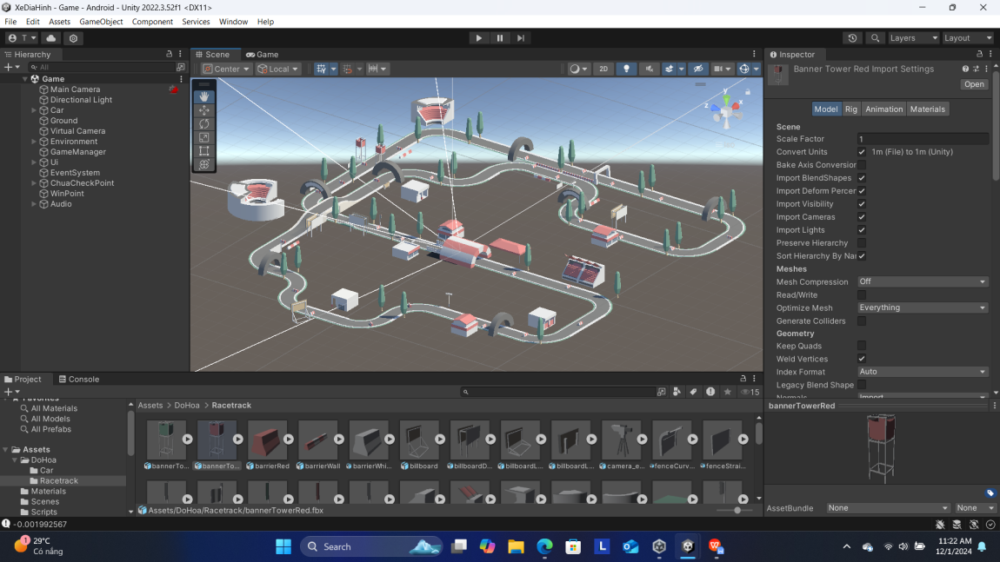 XeDiaHinh - Game - Android - Unity 2022.3.52f1 <DX11>
File Edit Assets GameObject Component Services Window Help
T Layers Layout
Hierarchy
All
Game
Main Camera
Directional Light
Car
Ground
Virtual Camera
Environment
GameManager
Ui
EventSystem
ChuaCheckPoint
WinPoint
Audio
Scene Game
Center Local 2D
y
z x
Inspector
Banner Tower Red Import Settings
Open
Model Rig Animation Materials
Scene
Scale Factor 1
Convert Units 1m (File) to 1m (Unity)
Bake Axis Conversion
Import BlendShapes
Import Deform Percen
Import Visibility
Import Cameras
Import Lights
Preserve Hierarchy
Sort Hierarchy By Nar
Meshes
Mesh Compression Off
Read/Write
Optimize Mesh Everything
Generate Colliders
Geometry
Keep Quads
Weld Vertices
Index Format Auto
Legacy Blend Shape
Normals Import
bannerTowerRed
AssetBundle None None
Project Console
15
Favorites
All Materials
All Models
All Prefabs
Assets
DoHoa
Car
Racetrack
Materials
Scenes
Scripts
Assets > DoHoa > Racetrack
bannerTo... bannerTo... barrierRed barrierWall barrierWhi... billboard billboardD... billboardL... billboardL... camera_e... fenceCurv... fenceStrai...
Assets/DoHoa/Racetrack/bannerTowerRed.fbx
-0.001992567
1 29°C
Có nắng
Search
L
11:22 AM
12/1/2024